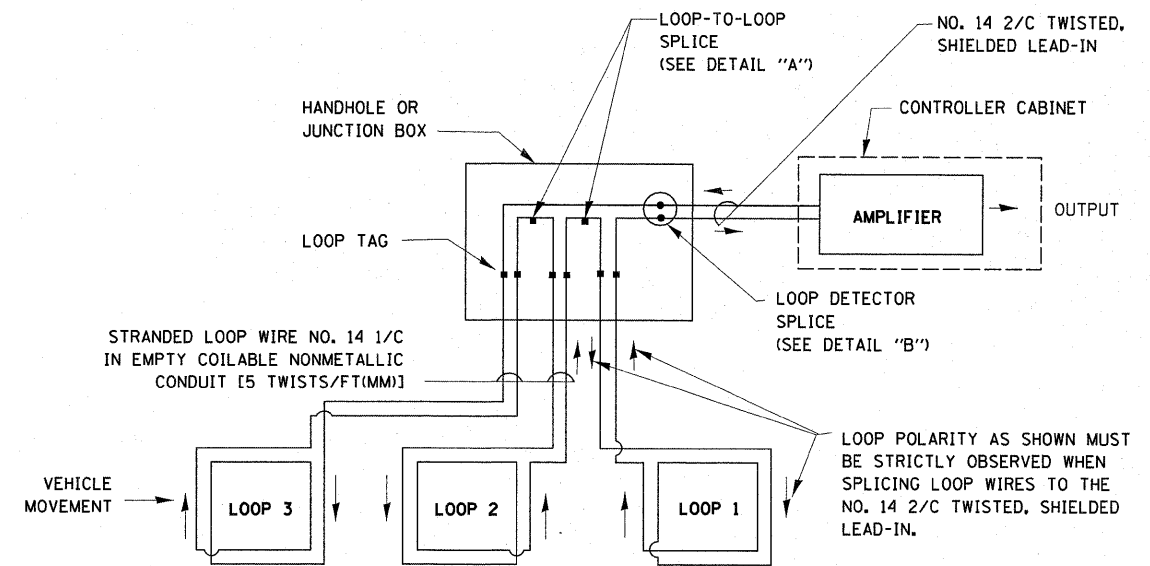 LOOP-TO-LOOP
SPLICE
(SEE DETAIL "A")
NO. 14 2/C TWISTED,
SHIELDED LEAD-IN
HANDHOLE OR
JUNCTION BOX
CONTROLLER CABINET
AMPLIFIER
OUTPUT
LOOP TAG
LOOP DETECTOR
SPLICE
(SEE DETAIL "B")
STRANDED LOOP WIRE NO. 14 1/C
IN EMPTY COILABLE NONMETALLIC
CONDUIT [5 TWISTS/FT(MM)]
LOOP POLARITY AS SHOWN MUST
BE STRICTLY OBSERVED WHEN
SPLICING LOOP WIRES TO THE
NO. 14 2/C TWISTED, SHIELDED
LEAD-IN.
VEHICLE
MOVEMENT
LOOP 3
LOOP 2
LOOP 1